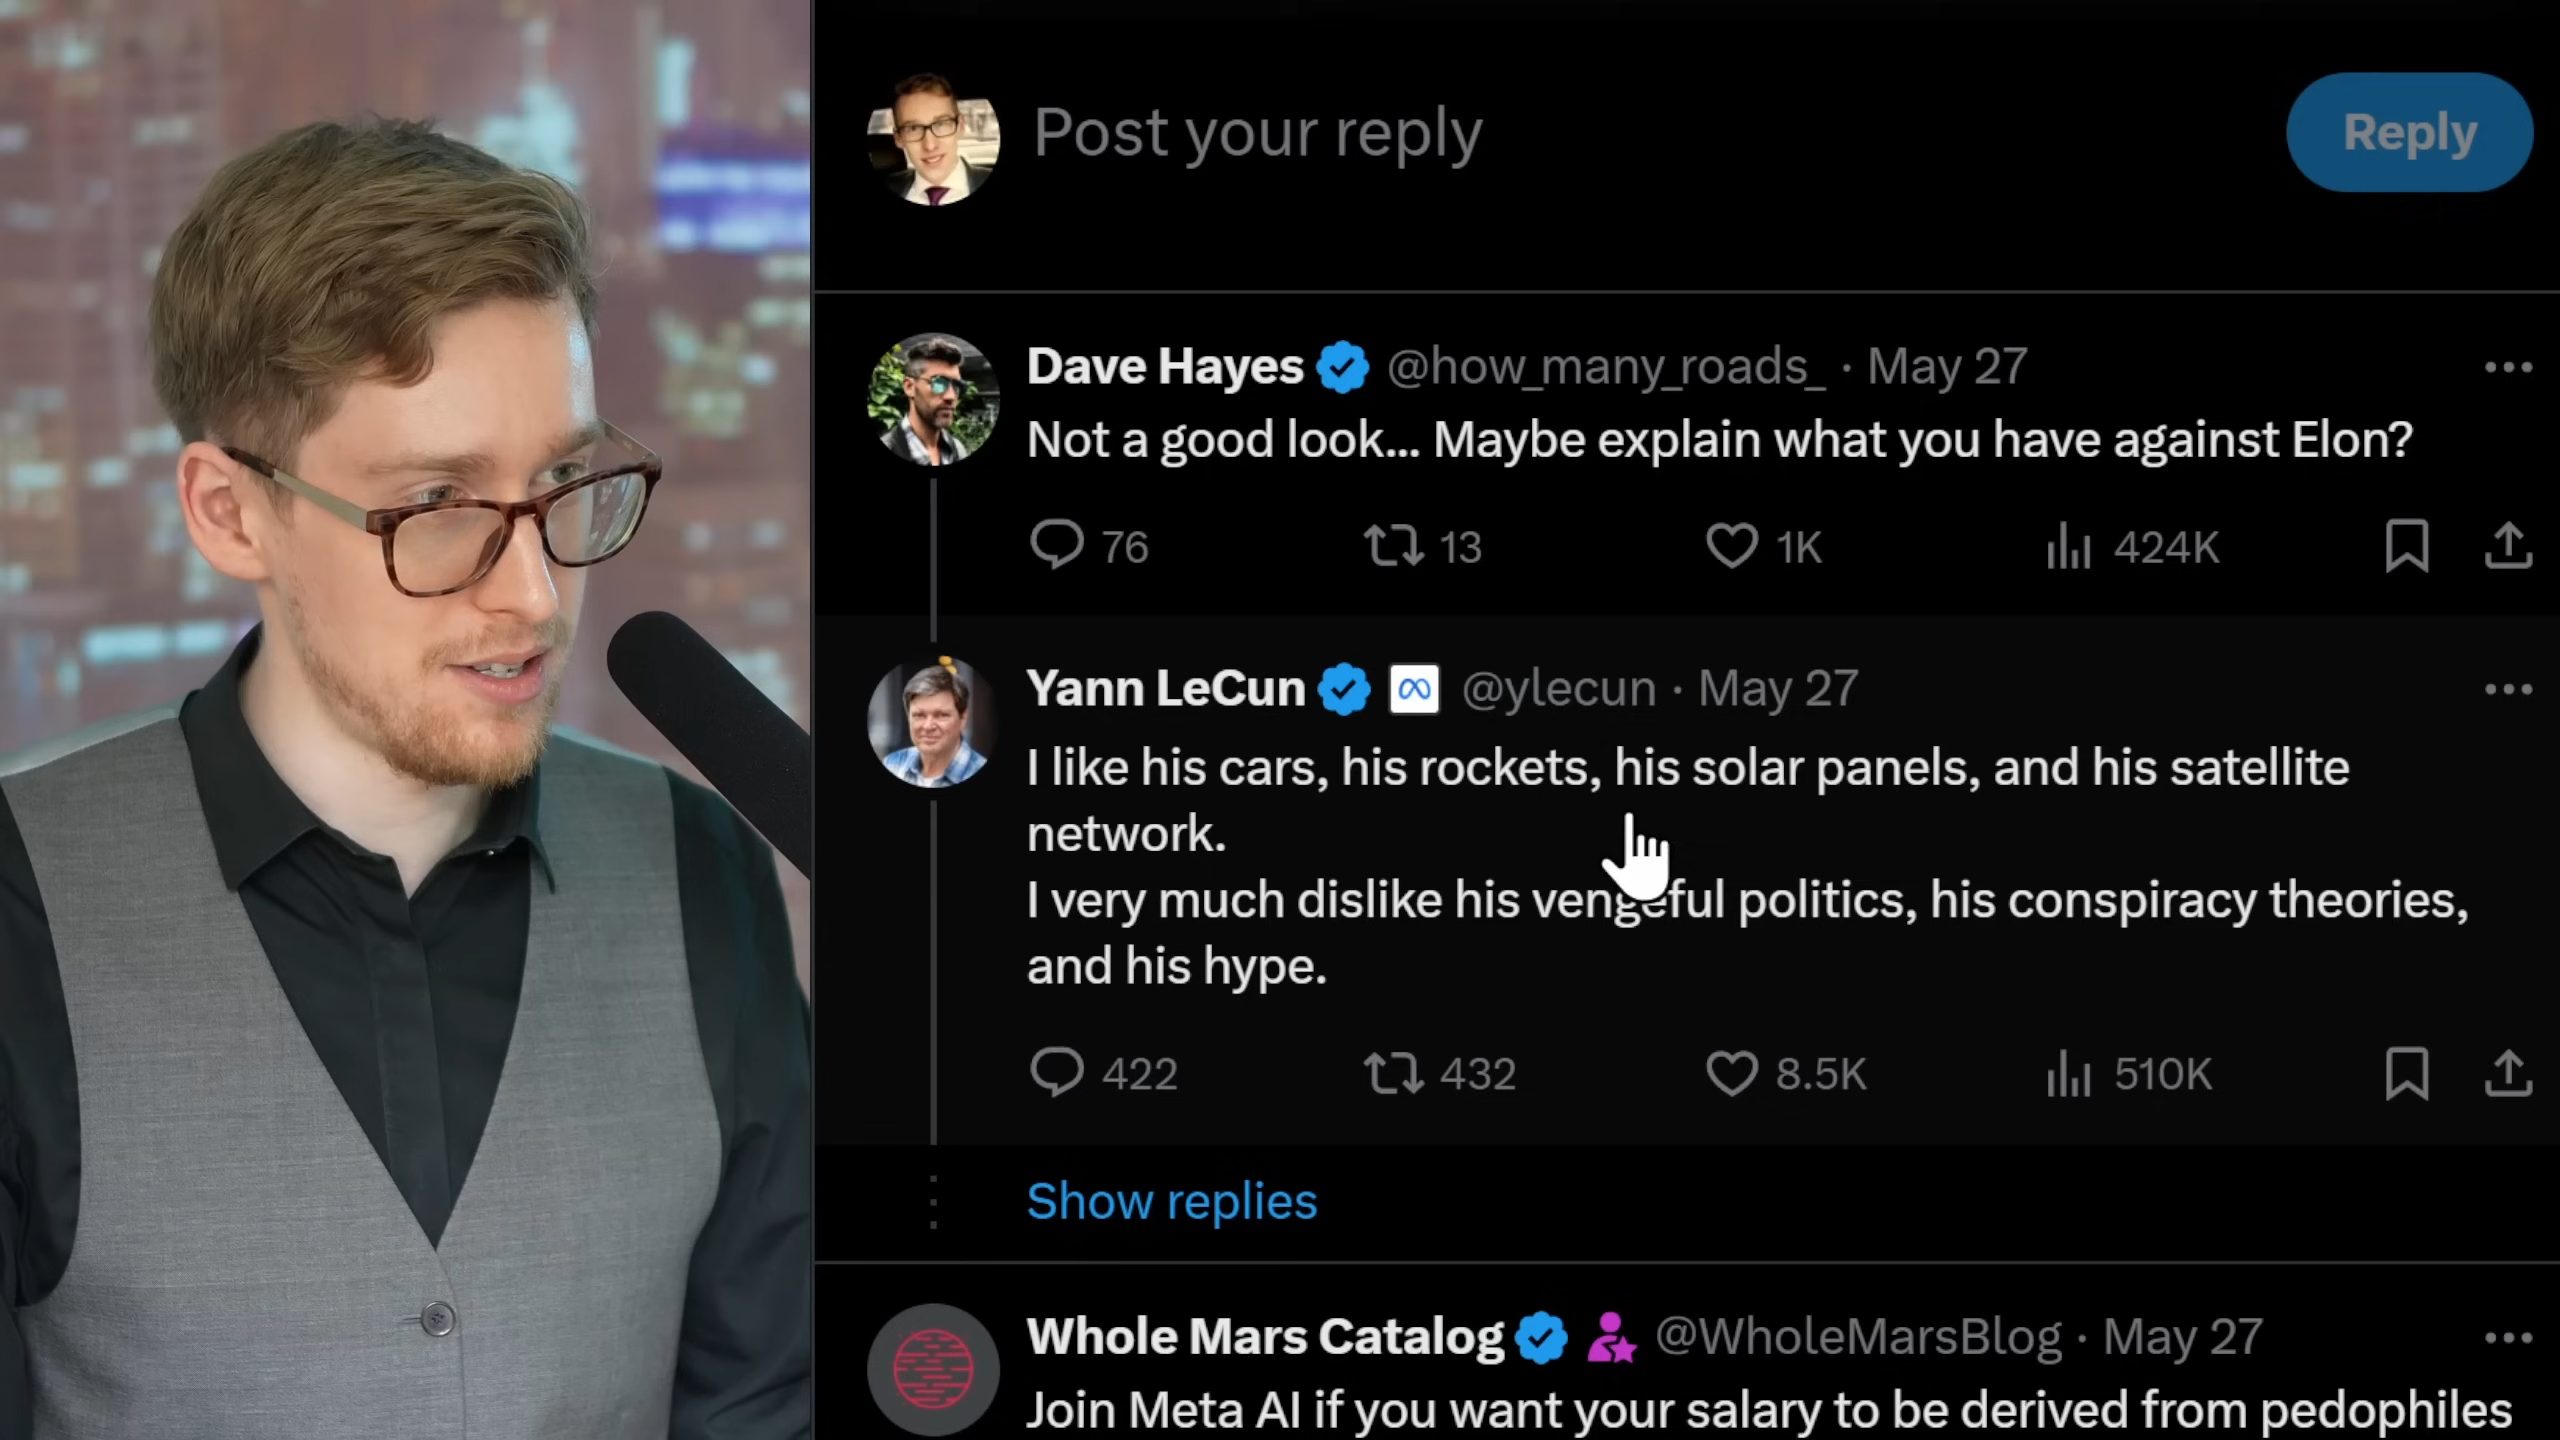 Post your reply
Reply
Dave Hayes @how_many_roads_ · May 27
Not a good look... Maybe explain what you have against Elon?
76 13 1K 424K
Yann LeCun @ylecun · May 27
I like his cars, his rockets, his solar panels, and his satellite
network.
I very much dislike his vengeful politics, his conspiracy theories,
and his hype.
422 432 8.5K 510K
Show replies
Whole Mars Catalog @WholeMarsBlog · May 27
Join Meta AI if you want your salary to be derived from pedophiles